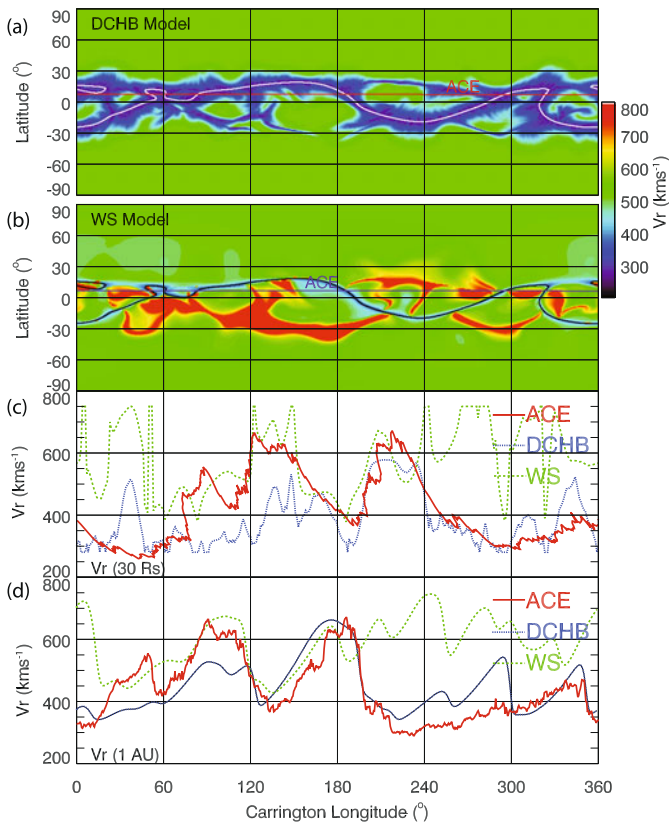 (a)
DCHB Model
ACE
90
60
30
0
-30
-60
-90
Latitude (°)
800
700
600
500
400
300
Vr (kms⁻¹)
(b)
WS Model
ACE
90
60
30
0
-30
-60
-90
Latitude (°)
(c)
800
600
400
200
Vr (kms⁻¹)
ACE
DCHB
WS
Vr (30 Rs)
(d)
800
600
400
200
Vr (kms⁻¹)
ACE
DCHB
WS
Vr (1 AU)
0 60 120 180 240 300 360
Carrington Longitude (°)